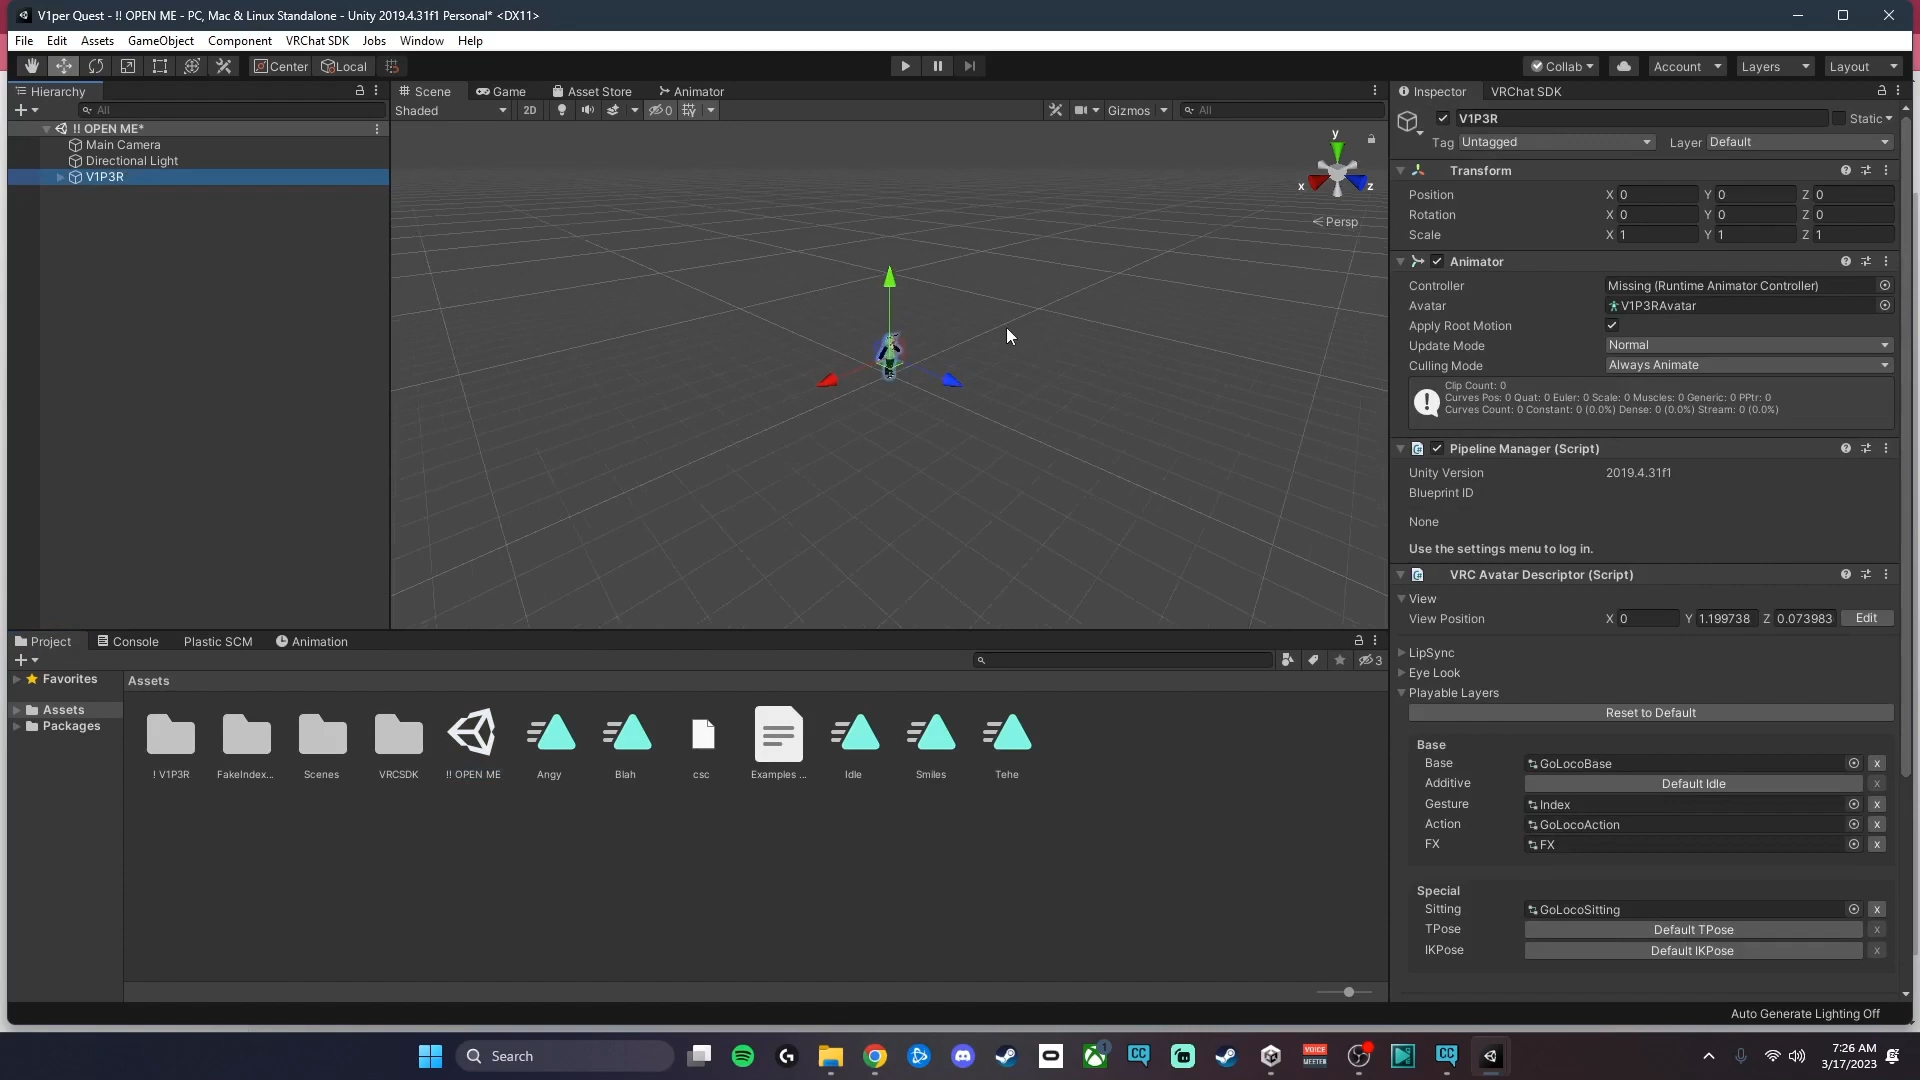 V1per Quest - !! OPEN ME - PC, Mac & Linux Standalone - Unity 2019.4.31f1 Personal* <DX11>
File Edit Assets GameObject Component VRChat SDK Jobs Window Help
Center Local Collab Account Layers Layout
Hierarchy
All
!! OPEN ME*
Main Camera
Directional Light
V1P3R
Scene Game Asset Store Animator
Shaded 2D 0 Gizmos All
y
x z
Persp
Inspector VRChat SDK
V1P3R Static
Tag Untagged Layer Default
Transform
Position X 0 Y 0 Z 0
Rotation X 0 Y 0 Z 0
Scale X 1 Y 1 Z 1
Animator
Controller Missing (Runtime Animator Controller)
Avatar V1P3RAvatar
Apply Root Motion
Update Mode Normal
Culling Mode Always Animate
Clip Count: 0
Curves Pos: 0 Quat: 0 Euler: 0 Scale: 0 Muscles: 0 Generic: 0 PPtr: 0
Curves Count: 0 Constant: 0 (0.0%) Dense: 0 (0.0%) Stream: 0 (0.0%)
Pipeline Manager (Script)
Unity Version 2019.4.31f1
Blueprint ID
None
Use the settings menu to log in.
VRC Avatar Descriptor (Script)
View
View Position X 0 Y 1.199738 Z 0.073983 Edit
LipSync
Eye Look
Playable Layers
Reset to Default
Base
Base GoLocoBase x
Additive Default Idle x
Gesture Index x
Action GoLocoAction x
FX FX x
Special
Sitting GoLocoSitting x
TPose Default TPose x
IKPose Default IKPose x
Project Console Plastic SCM Animation
3
Favorites
Assets
Packages
Assets
! V1P3R FakeIndex... Scenes VRCSDK !! OPEN ME Angy Blah csc Examples ... Idle Smiles Tehe
Auto Generate Lighting Off
Search
1
CC
VOICE
MEETER
CC
7:26 AM
3/17/2023